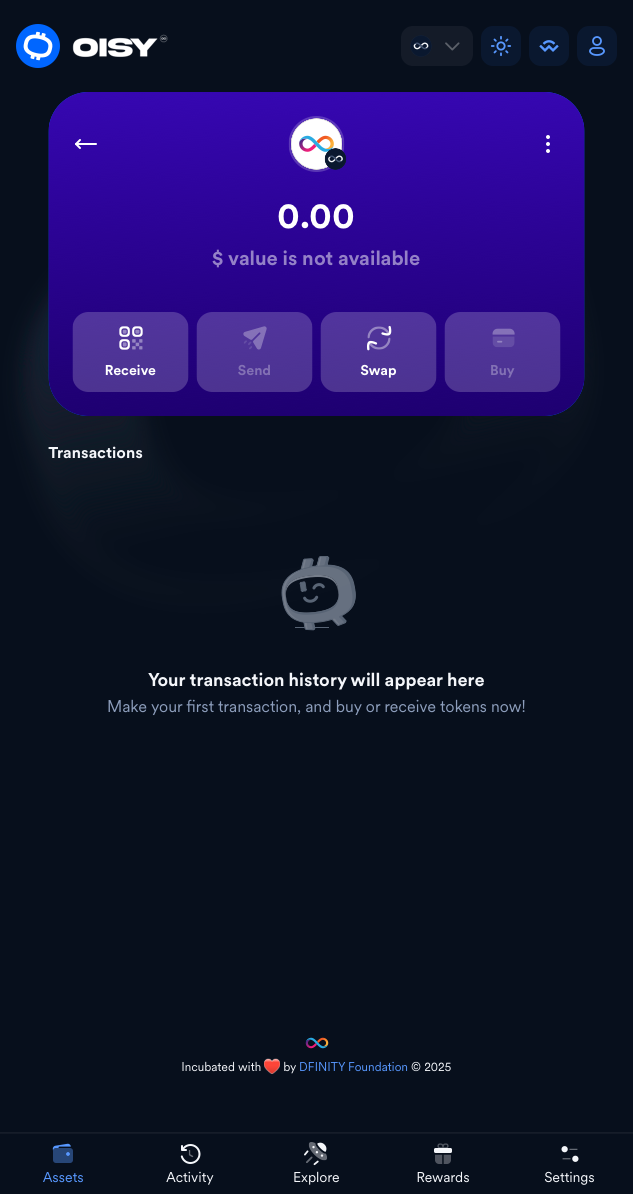 OISY
0.00
$ value is not available
Receive
Send
Swap
Buy
Transactions
Your transaction history will appear here
Make your first transaction, and buy or receive tokens now!
Incubated with ❤️ by DFINITY Foundation © 2025
Assets
Activity
Explore
Rewards
Settings